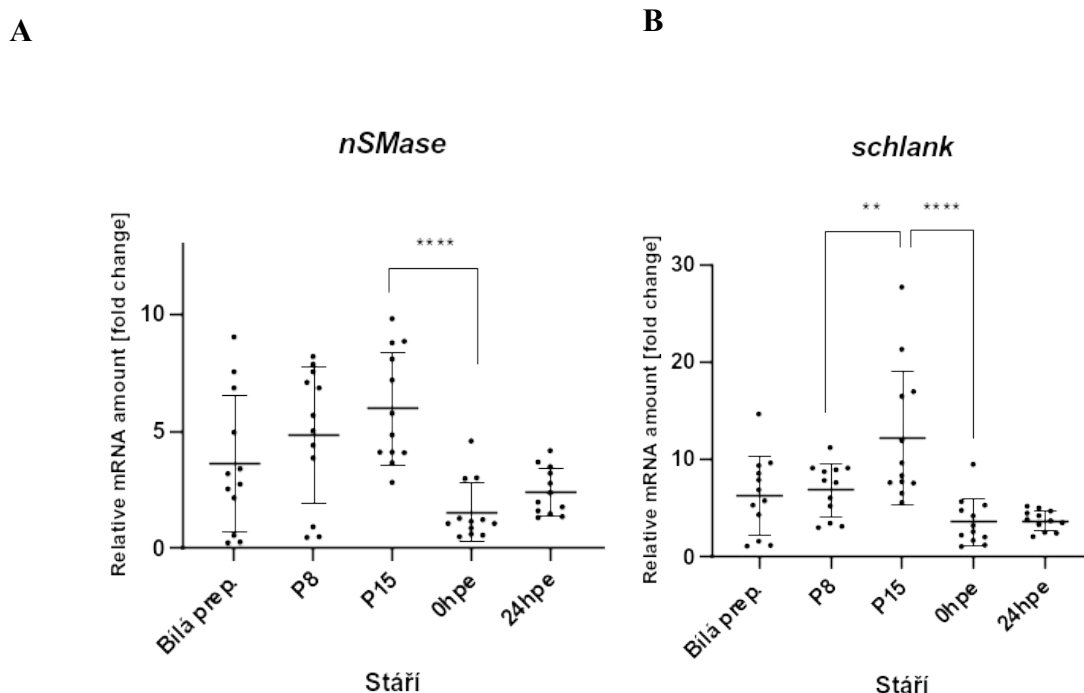 A
nSMase
****
Relative mRNA amount [fold change]
10
5
0
Bílá prep.
P8
P15
0hpe
24hpe
Stáří
B
schlank
**
****
Relative mRNA amount [fold change]
30
20
10
0
Bílá prep.
P8
P15
0hpe
24hpe
Stáří